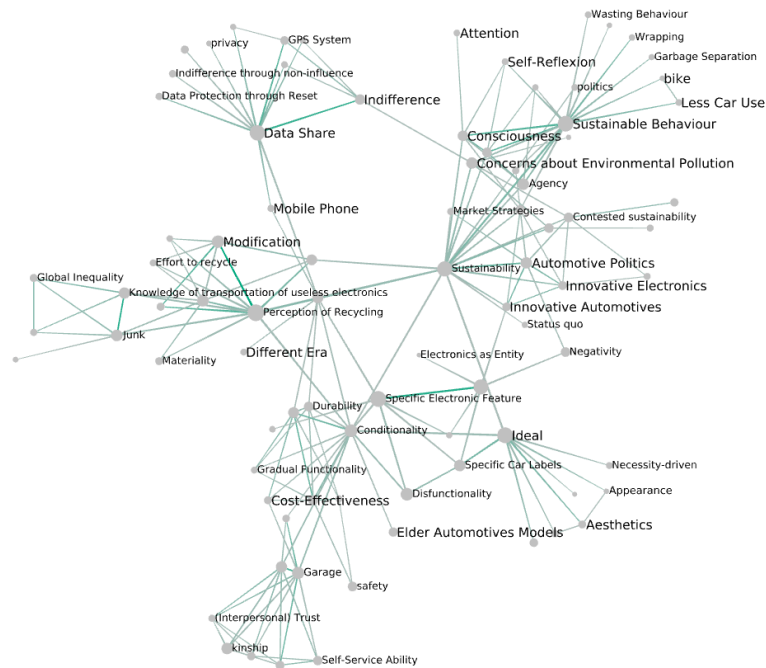 Wasting Behaviour
Attention
Wrapping
privacy
GPS System
Garbage Separation
Self-Reflexion
Indifference through non-influence
bike
politics
Data Protection through Reset
Indifference
Less Car Use
Sustainable Behaviour
Data Share
Consciousness
Concerns about Environmental Pollution
Agency
Mobile Phone
Market Strategies
Contested sustainability
Modification
Effort to recycle
Automotive Politics
Sustainability
Global Inequality
Innovative Electronics
Knowledge of transportation of useless electronics
Innovative Automotives
Perception of Recycling
Status quo
Junk
Different Era
Negativity
Electronics as Entity
Materiality
Specific Electronic Feature
Durability
Conditionality
Ideal
Gradual Functionality
Specific Car Labels
Necessity-driven
Appearance
Disfunctionality
Cost-Effectiveness
Aesthetics
Elder Automotives Models
Garage
safety
(Interpersonal) Trust
kinship
Self-Service Ability